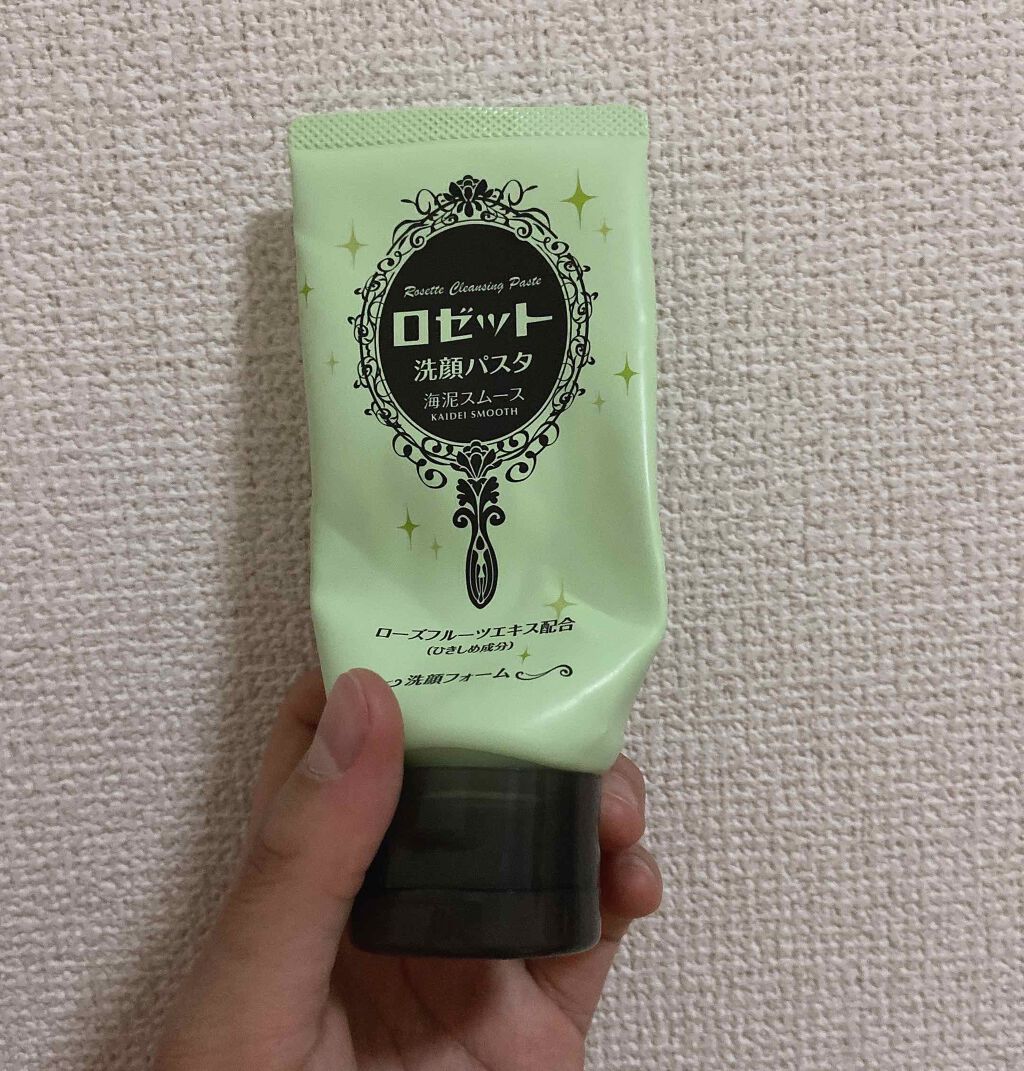 Rosette Cleansing Paste
ロゼット
洗顔パスタ
海泥スムース
KAIDEI SMOOTH
ローズフルーツエキス配合
(ひきしめ成分)
洗顔フォーム